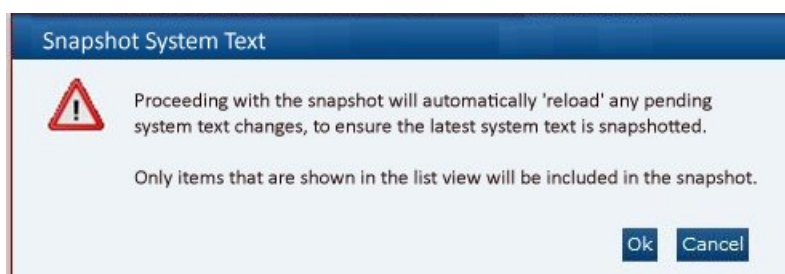 Snapshot System Text
Proceeding with the snapshot will automatically 'reload' any pending
system text changes, to ensure the latest system text is snapshotted.
Only items that are shown in the list view will be included in the snapshot.
Ok Cancel